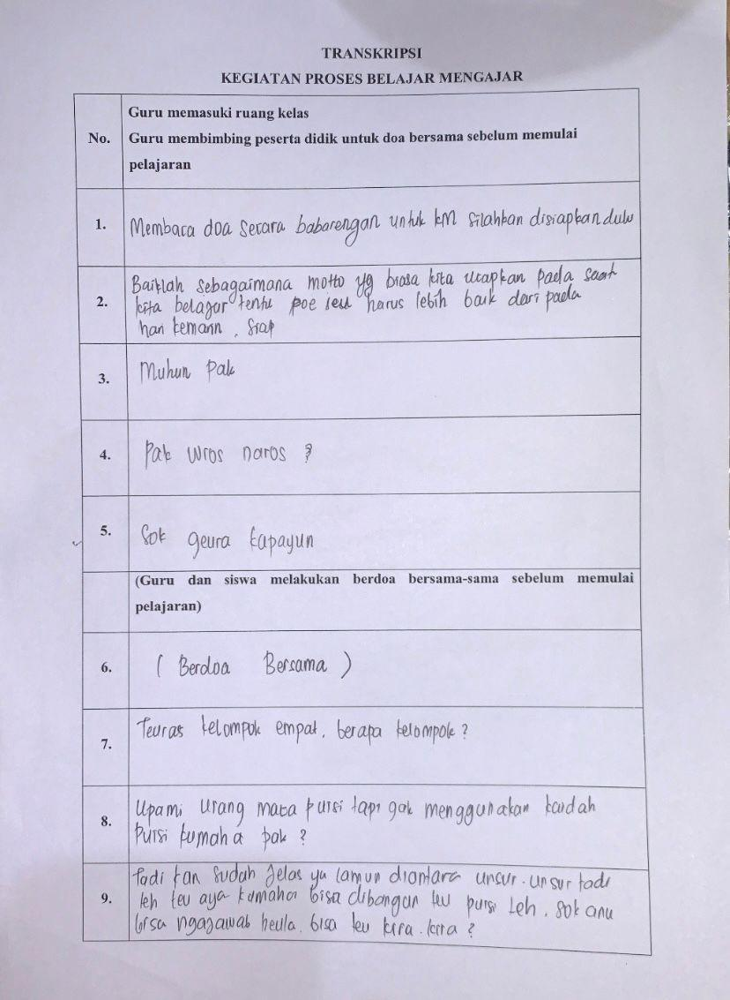 TRANSKRIPSI
KEGIATAN PROSES BELAJAR MENGAJAR
No.
Guru memasuki ruang kelas
Guru membimbing peserta didik untuk doa bersama sebelum memulai
pelajaran
1. Membaca doa secara babarengan untuk KM silahkan disiapkan dulu
2. Baiklah sebagaimana motto yg biasa kita ucapkan pada saat
kita belajar tentu poe ieu harus lebih baik dari pada
hari kemarin, siap
3. Muhun Pak
4. Pak wios naros ?
5. Sok geura kapayun
(Guru dan siswa melakukan berdoa bersama-sama sebelum memulai
pelajaran)
6. ( Berdoa Bersama )
7. Teuras kelompok empat, berapa kelompok ?
8. Upami urang maca puisi tapi gak menggunakan kaidah
Puisi kumaha pak ?
9. Tadi kan sudah jelas ya lamun diantara unsur-unsur tadi
teh teu aya kumaha bisa dibangun teu puisi teh, sok anu
bisa ngajawab heula, bisa teu kira-kira ?